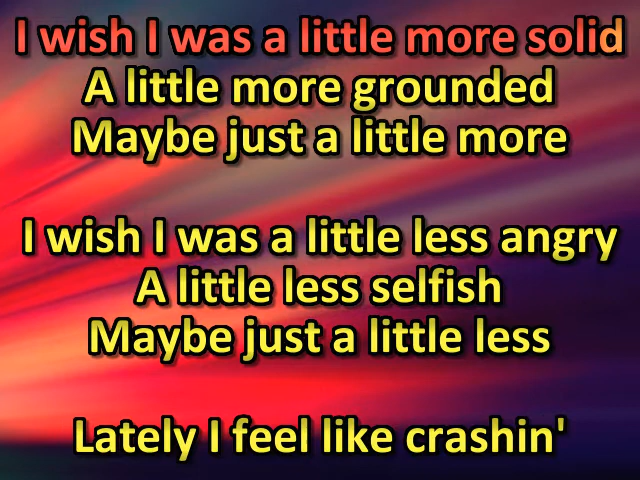 I wish I was a little more solid
A little more grounded
Maybe just a little more
I wish I was a little less angry
A little less selfish
Maybe just a little less
Lately I feel like crashin'